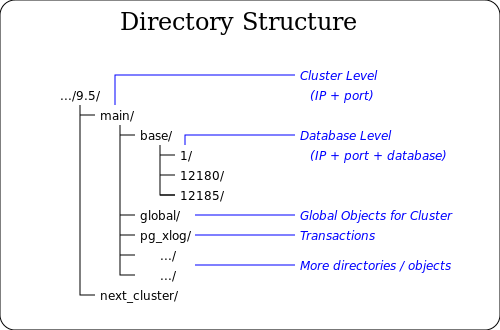 Directory Structure
Cluster Level
.../9.5/
(IP + port)
main/
base/
Database Level
1/
(IP + port + database)
12180/
12185/
global/
Global Objects for Cluster
pg_xlog/
Transactions
.../
More directories / objects
.../
next_cluster/